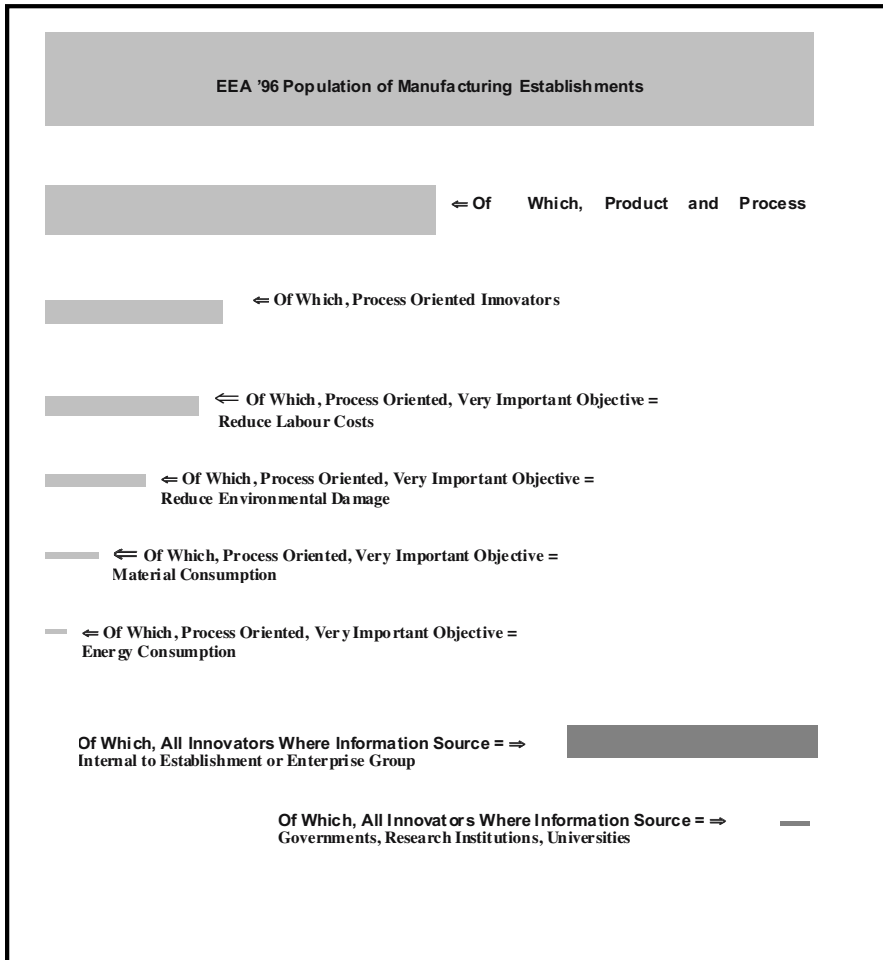 EEA ’96 Population of Manufacturing Establishments
⇐ Of Which, Product and Process
⇐ Of Which, Process Oriented Innovators
⇐ Of Which, Process Oriented, Very Important Objective =
Reduce Labour Costs
⇐ Of Which, Process Oriented, Very Important Objective =
Reduce Environmental Damage
⇐ Of Which, Process Oriented, Very Important Objective =
Material Consumption
⇐ Of Which, Process Oriented, Very Important Objective =
Energy Consumption
Of Which, All Innovators Where Information Source = ⇒
Internal to Establishment or Enterprise Group
Of Which, All Innovators Where Information Source = ⇒
Governments, Research Institutions, Universities